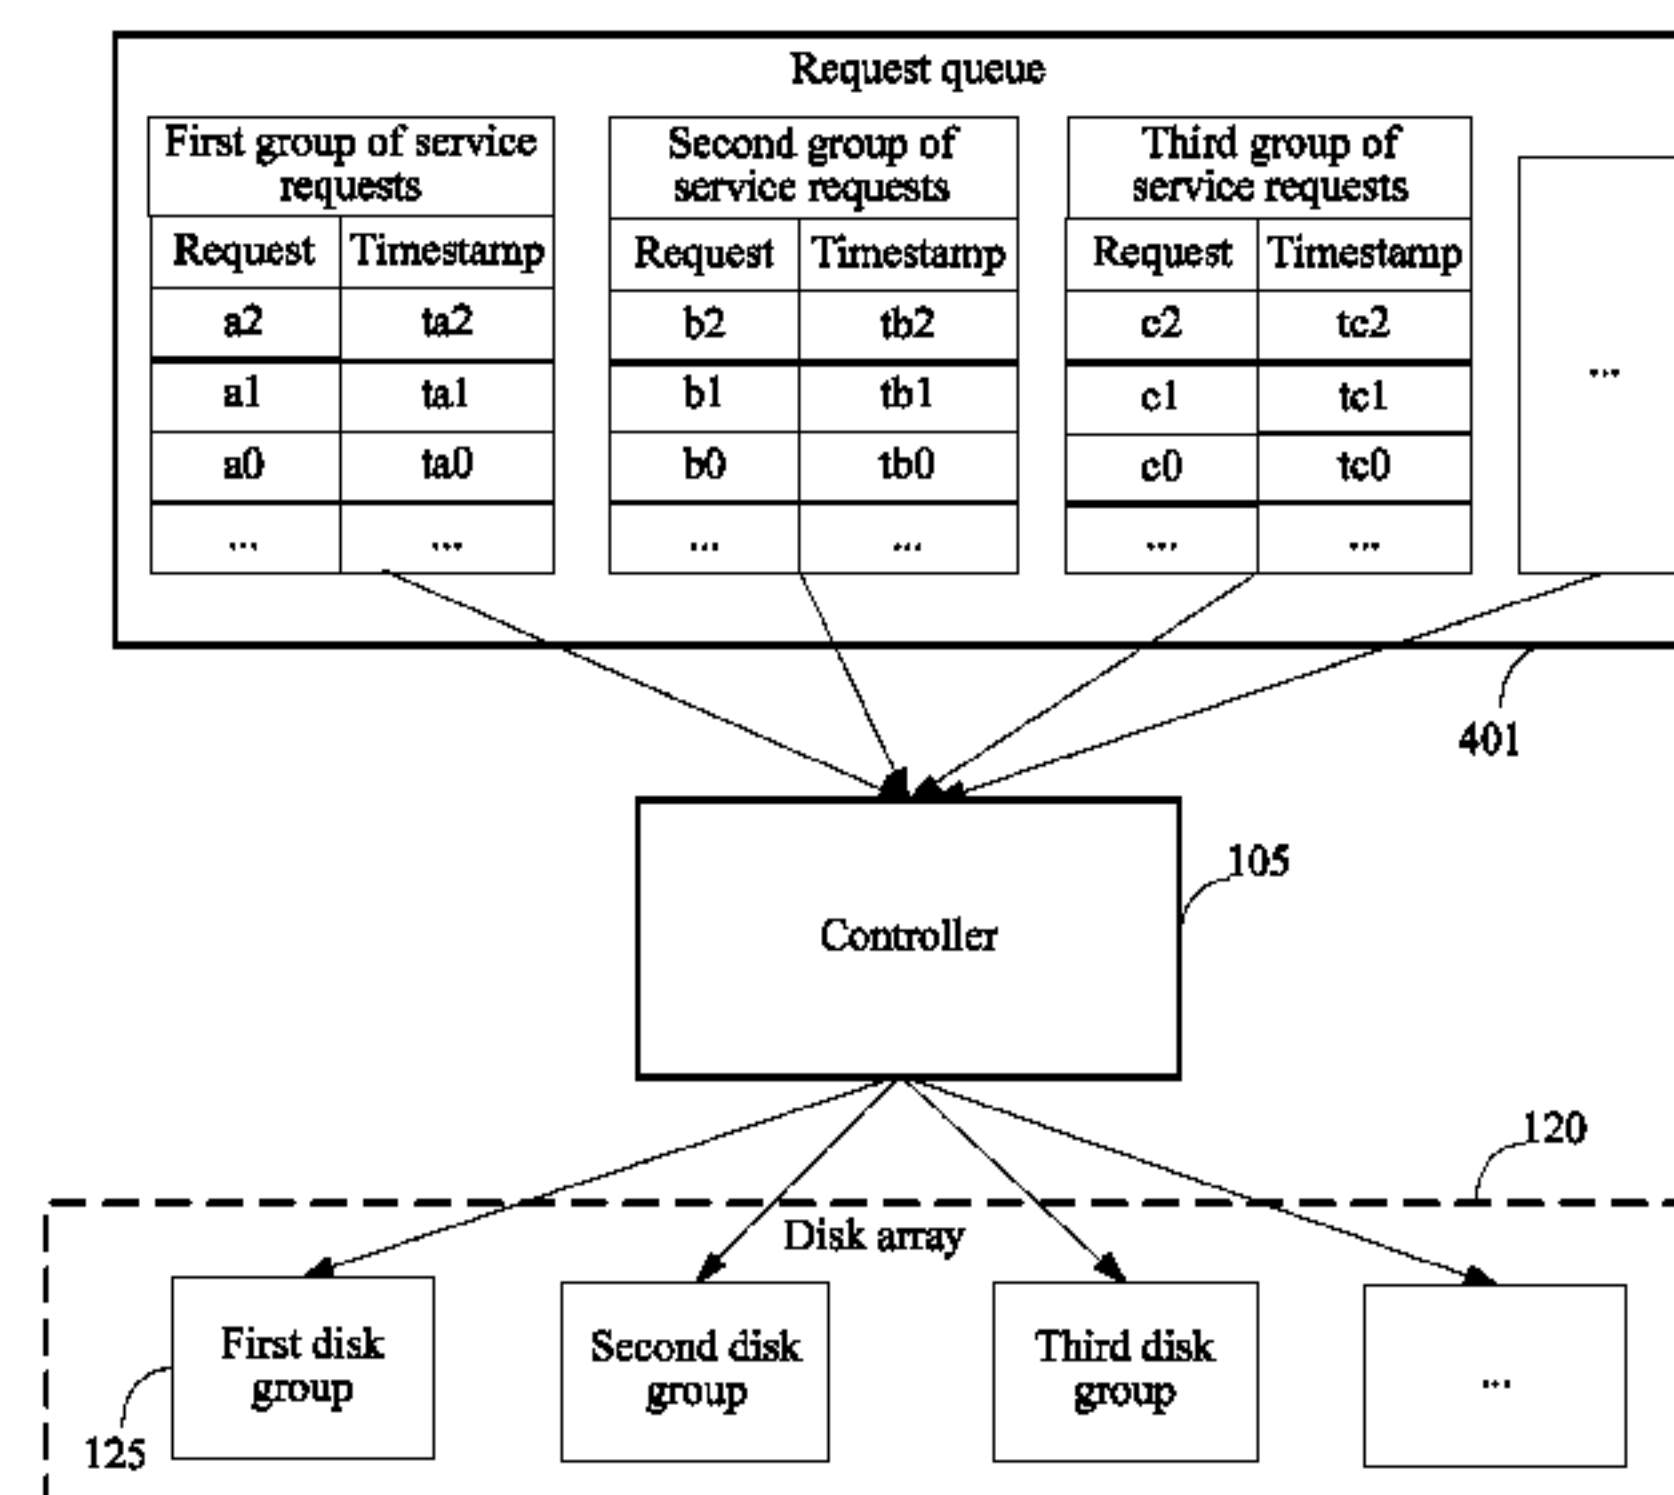 Request queue
First group of service
requests
Request Timestamp
a2 ta2
a1 ta1
a0 ta0
... ...
Second group of
service requests
Request Timestamp
b2 tb2
b1 tb1
b0 tb0
... ...
Third group of
service requests
Request Timestamp
c2 tc2
c1 tc1
c0 tc0
... ...
...
401
Controller
105
120
Disk array
First disk
group
Second disk
group
Third disk
group
...
125